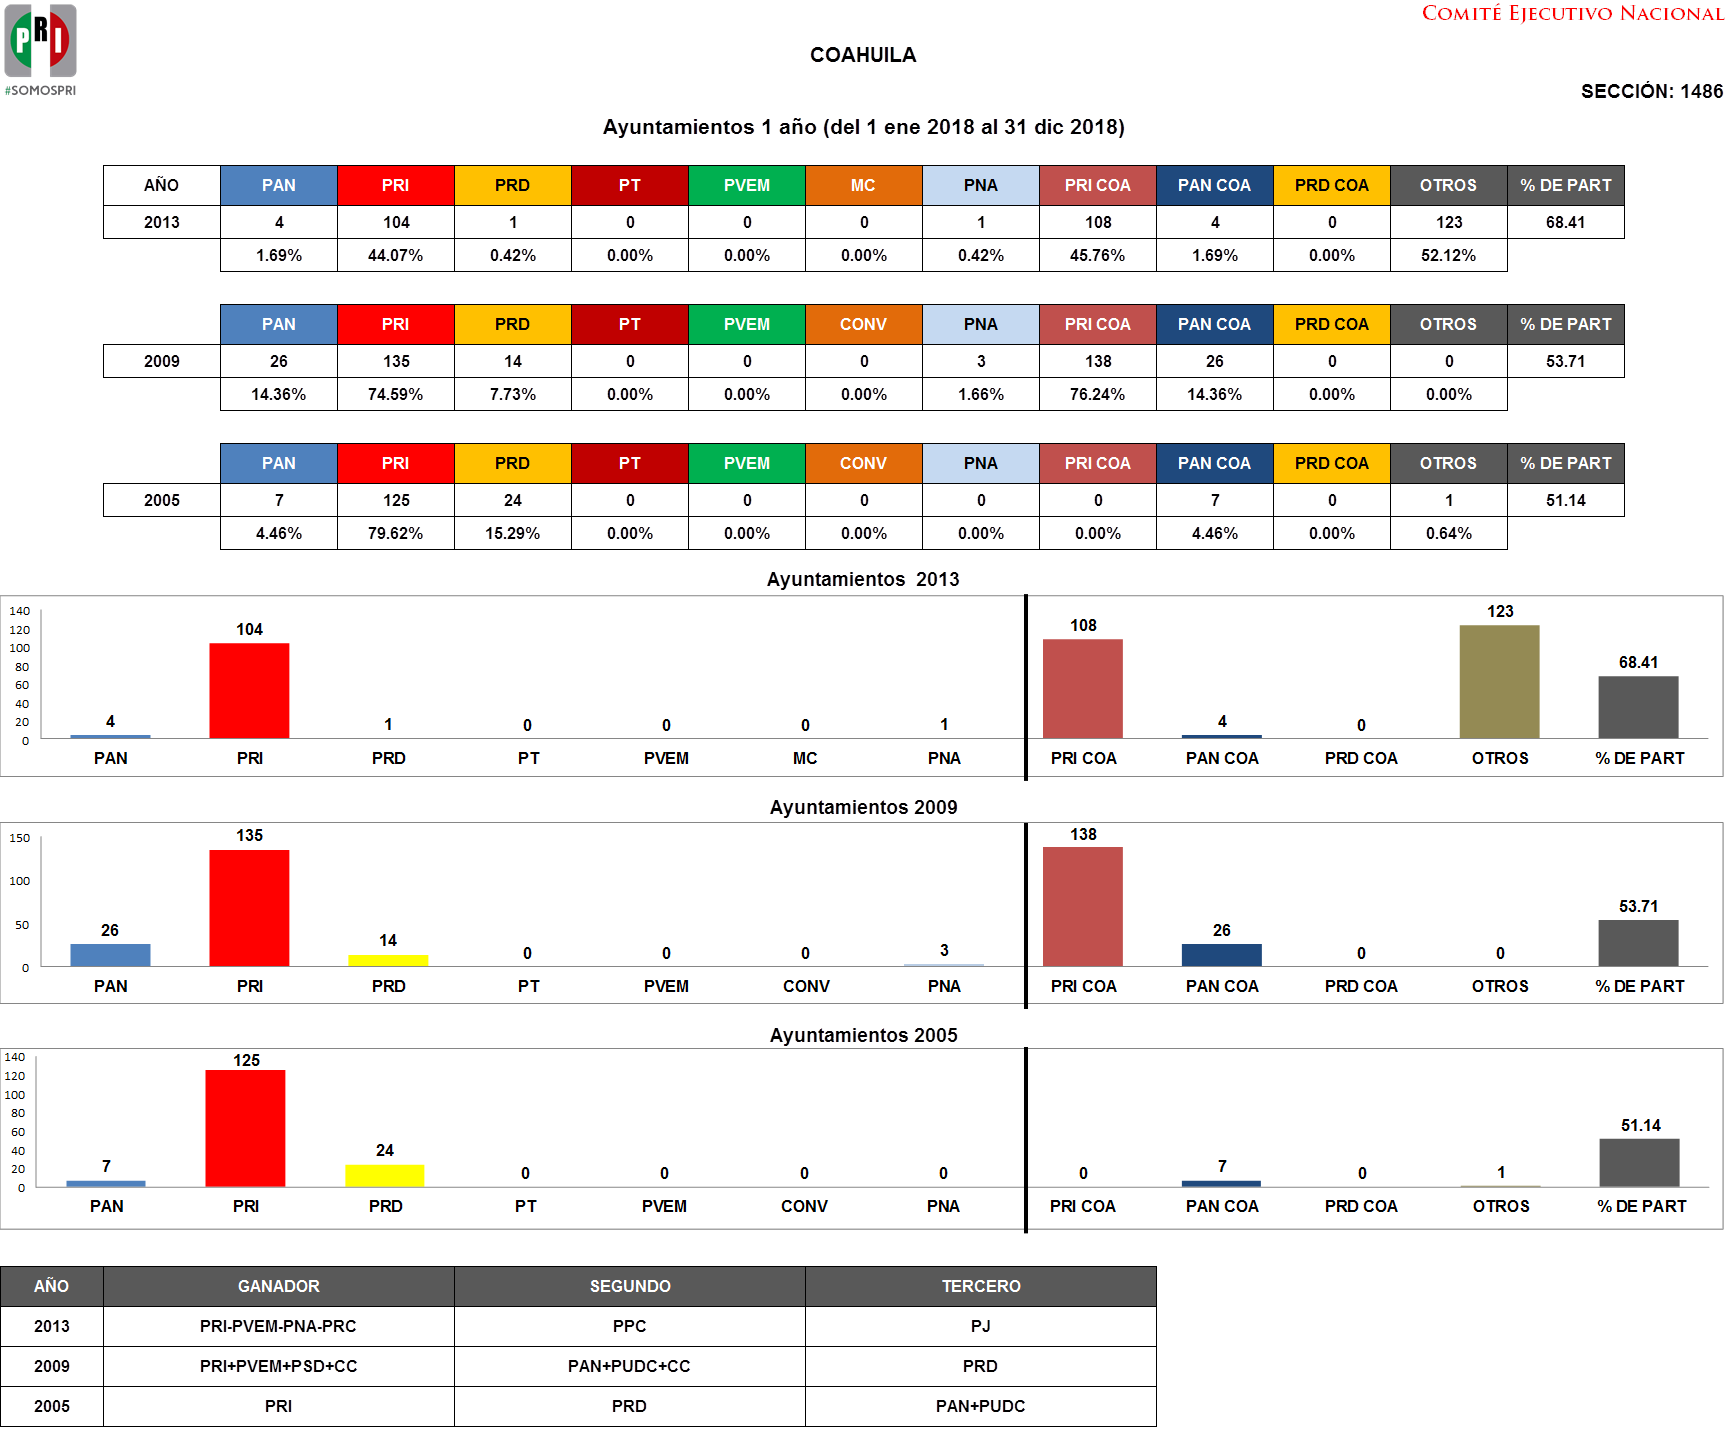 PRI
#SOMOSPRI
COMITÉ EJECUTIVO NACIONAL
COAHUILA
SECCIÓN: 1486
Ayuntamientos 1 año (del 1 ene 2018 al 31 dic 2018)
AÑO PAN PRI PRD PT PVEM MC PNA PRI COA PAN COA PRD COA OTROS % DE PART
2013 4 104 1 0 0 0 1 108 4 0 123 68.41
1.69% 44.07% 0.42% 0.00% 0.00% 0.00% 0.42% 45.76% 1.69% 0.00% 52.12%
PAN PRI PRD PT PVEM CONV PNA PRI COA PAN COA PRD COA OTROS % DE PART
2009 26 135 14 0 0 0 3 138 26 0 0 53.71
14.36% 74.59% 7.73% 0.00% 0.00% 0.00% 1.66% 76.24% 14.36% 0.00% 0.00%
PAN PRI PRD PT PVEM CONV PNA PRI COA PAN COA PRD COA OTROS % DE PART
2005 7 125 24 0 0 0 0 0 7 0 1 51.14
4.46% 79.62% 15.29% 0.00% 0.00% 0.00% 0.00% 0.00% 4.46% 0.00% 0.64%
Ayuntamientos 2013
140
120
100
80
60
40
20
0
4 104 1 0 0 0 1 108 4 0 123 68.41
PAN PRI PRD PT PVEM MC PNA PRI COA PAN COA PRD COA OTROS % DE PART
Ayuntamientos 2009
150
100
50
0
26 135 14 0 0 0 3 138 26 0 0 53.71
PAN PRI PRD PT PVEM CONV PNA PRI COA PAN COA PRD COA OTROS % DE PART
Ayuntamientos 2005
140
120
100
80
60
40
20
0
7 125 24 0 0 0 0 0 7 0 1 51.14
PAN PRI PRD PT PVEM CONV PNA PRI COA PAN COA PRD COA OTROS % DE PART
AÑO GANADOR SEGUNDO TERCERO
2013 PRI-PVEM-PNA-PRC PPC PJ
2009 PRI+PVEM+PSD+CC PAN+PUDC+CC PRD
2005 PRI PRD PAN+PUDC